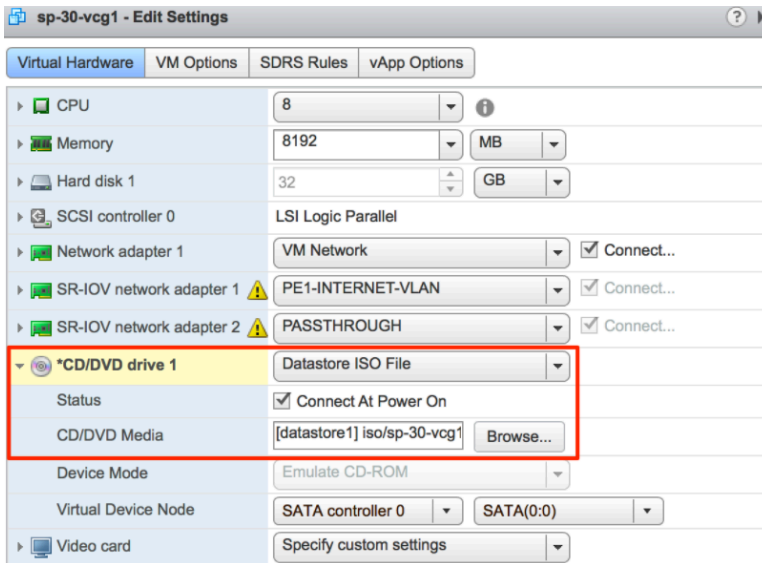 sp-30-vcg1 - Edit Settings
?
Virtual Hardware VM Options SDRS Rules vApp Options
CPU 8
Memory 8192 MB
Hard disk 1 32 GB
SCSI controller 0 LSI Logic Parallel
Network adapter 1 VM Network Connect...
SR-IOV network adapter 1 PE1-INTERNET-VLAN Connect...
SR-IOV network adapter 2 PASSTHROUGH Connect...
*CD/DVD drive 1 Datastore ISO File
Status Connect At Power On
CD/DVD Media [datastore1] iso/sp-30-vcg1 Browse...
Device Mode Emulate CD-ROM
Virtual Device Node SATA controller 0 SATA(0:0)
Video card Specify custom settings